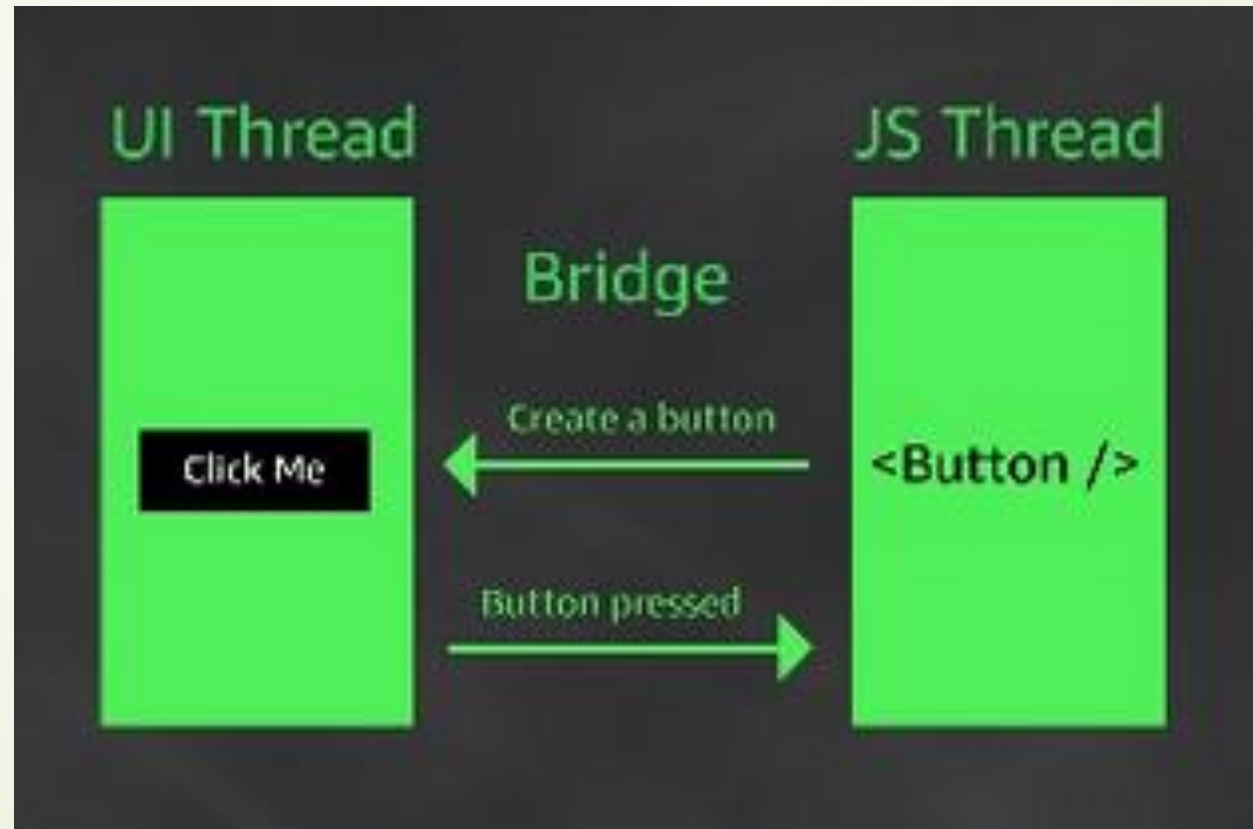 UI Thread
JS Thread
Bridge
Create a button
Click Me
<Button />
Button pressed